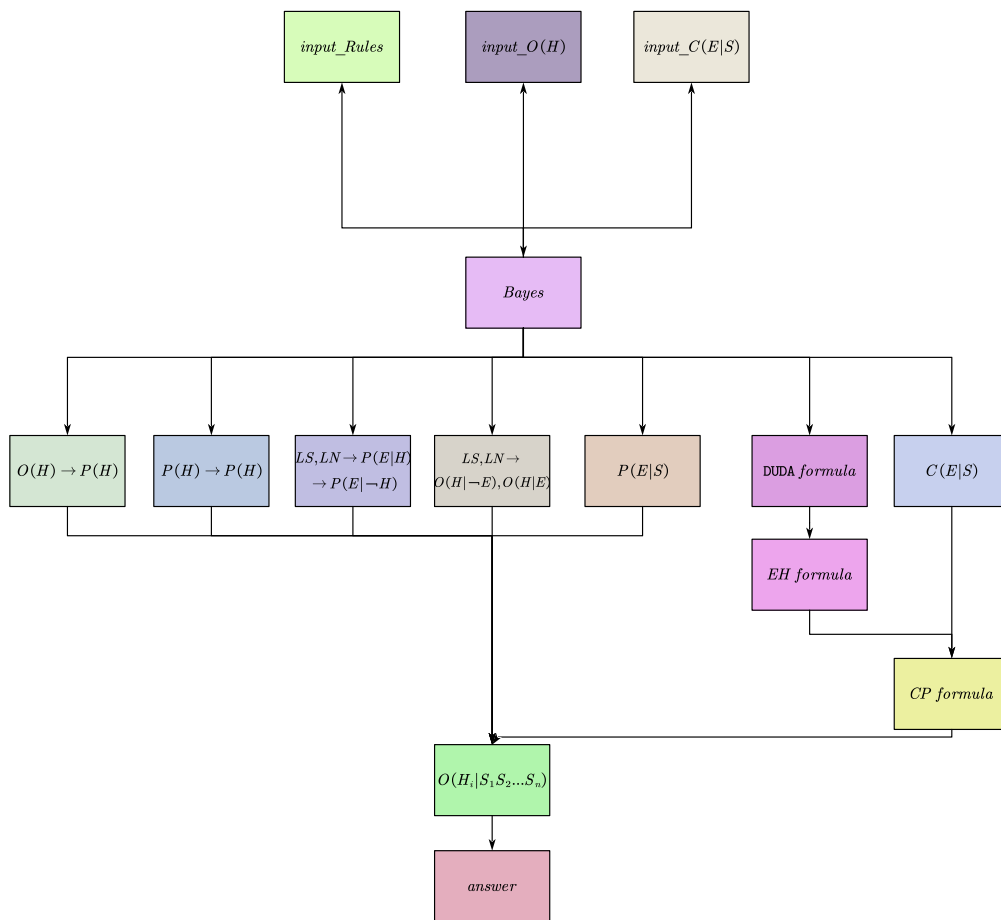 input_Rules
input_O(H)
input_C(E|S)
Bayes
O(H) → P(H)
P(H) → P(H)
LS,LN → P(E|H)
→ P(E|¬H)
LS,LN →
O(H|¬E),O(H|E)
P(E|S)
DUDA formula
C(E|S)
EH formula
CP formula
O(H_i|S_1S_2...S_n)
answer